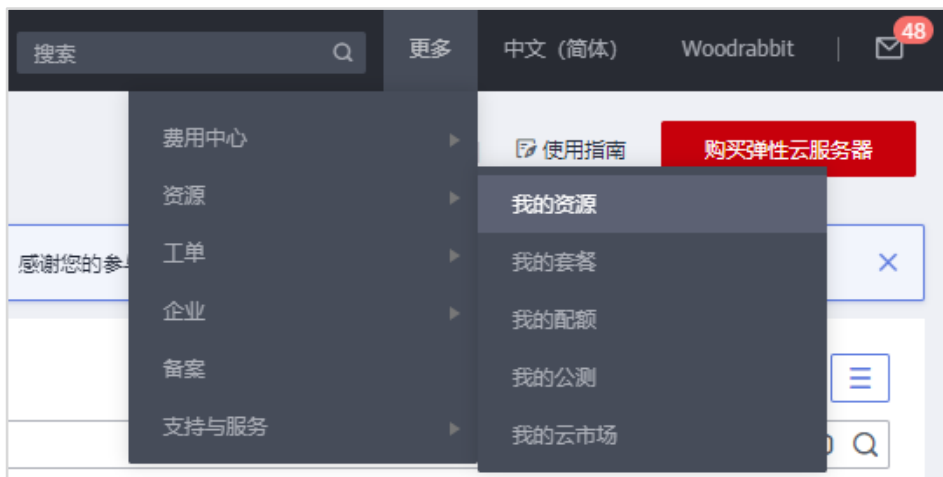 搜索
更多
中文 (简体)
Woodrabbit
48
费用中心
使用指南
购买弹性云服务器
资源
我的资源
感谢您的参
工单
我的套餐
企业
我的配额
备案
我的公测
支持与服务
我的云市场